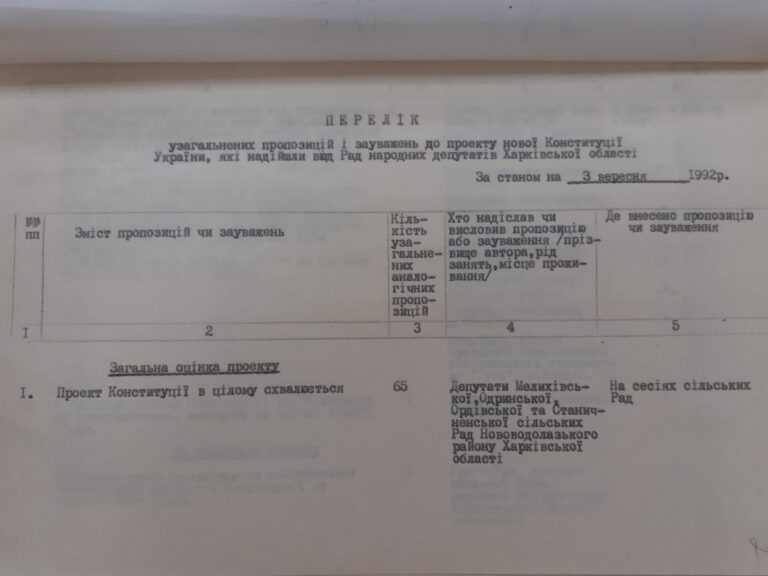 ПЕРЕЛІК
узагальнених пропозицій і зауважень до проекту нової Конституції
України, які надійшли від Рад народних депутатів Харківської області
За станом на 3 вересня 1992р.
№№
пп
Зміст пропозицій чи зауважень
Кіль-
кість
уза-
гальне-
них
анало-
гічних
пропо-
зицій
Хто надіслав чи
висловив пропозицію
або зауваження /пріз-
вище автора,рід
занять,місце прожи-
вання/
Де внесено пропозицію
чи зауваження
I 2 3 4 5
Загальна оцінка проекту
I. Проект Конституції в цілому схвалюється
65
Депутати Мелихівсь-
кої,Одринської,
Ордівської та Станич-
ненської сільських
Рад Нововодолазького
району Харківської
області
На сесіях сільських
Рад